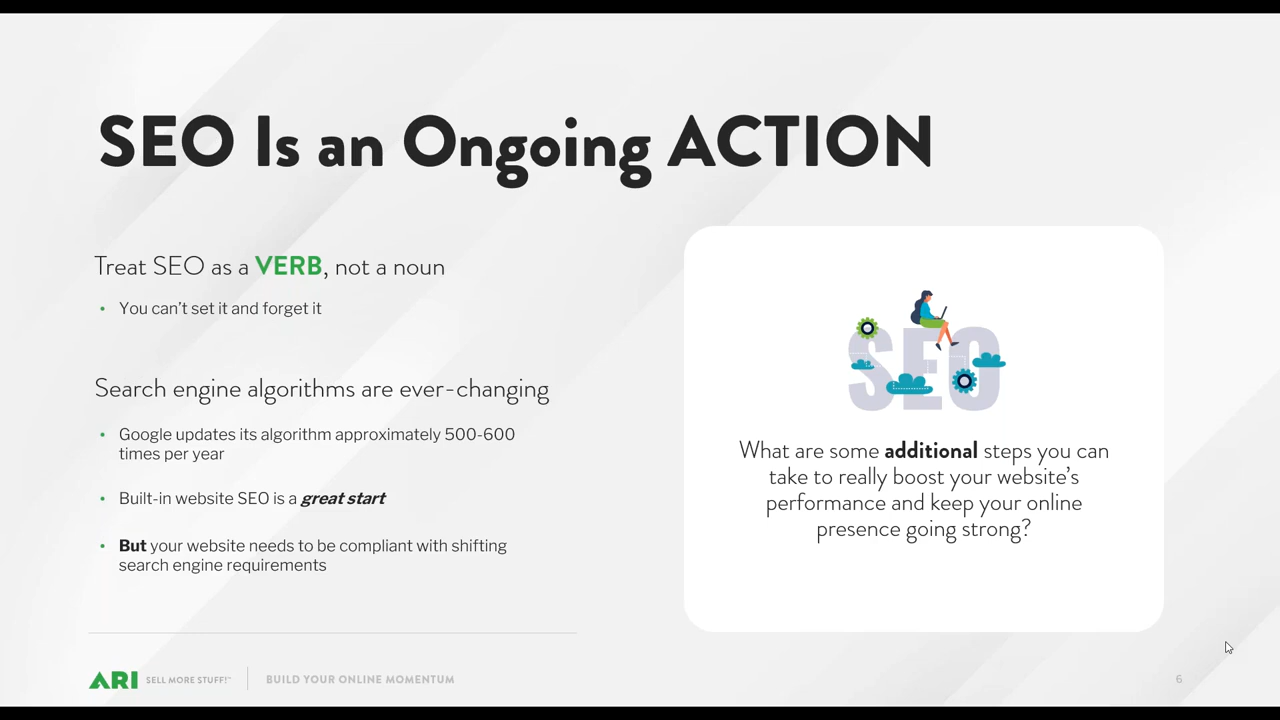 SEO Is an Ongoing ACTION
Treat SEO as a VERB, not a noun
• You can't set it and forget it
Search engine algorithms are ever-changing
• Google updates its algorithm approximately 500-600
times per year
• Built-in website SEO is a great start
• But your website needs to be compliant with shifting
search engine requirements
SEO
What are some additional steps you can
take to really boost your website's
performance and keep your online
presence going strong?
ARI SELL MORE STUFF!™ BUILD YOUR ONLINE MOMENTUM
6